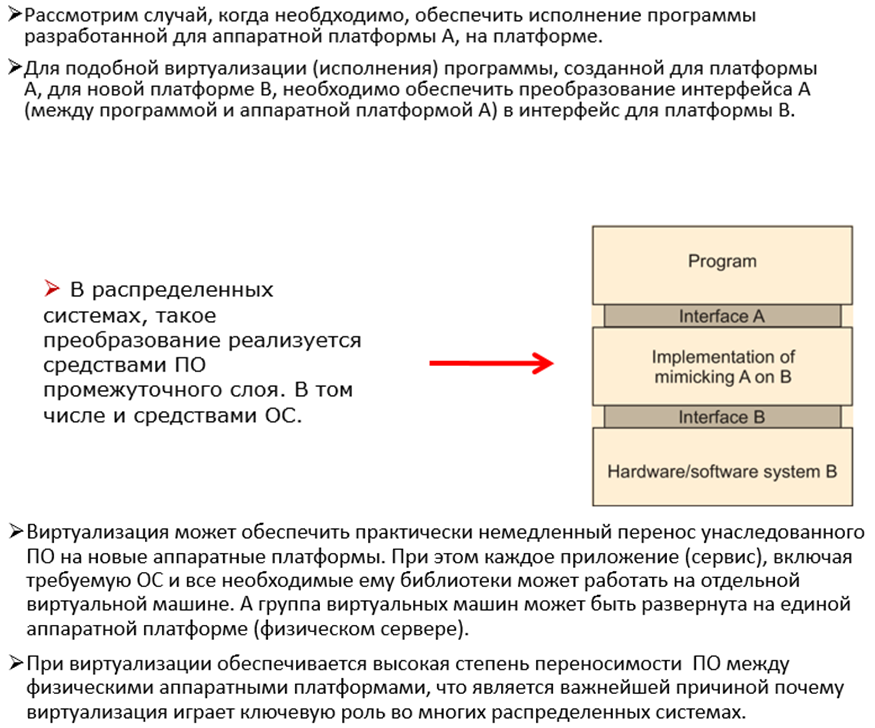 ➢Рассмотрим случай, когда необдходимо, обеспечить исполнение программы
разработанной для аппаратной платформы А, на платформе.
➢Для подобной виртуализации (исполнения) программы, созданной для платформы
А, для новой платформе В, необходимо обеспечить преобразование интерфейса А
(между программой и аппаратной платформой А) в интерфейс для платформы В.
➢ В распределенных
системах, такое
преобразование реализуется
средствами ПО
промежуточного слоя. В том
числе и средствами ОС.
Program
Interface A
Implementation of
mimicking A on B
Interface B
Hardware/software system B
➢Виртуализация может обеспечить практически немедленный перенос унаследованного
ПО на новые аппаратные платформы. При этом каждое приложение (сервис), включая
требуемую ОС и все необходимые ему библиотеки может работать на отдельной
виртуальной машине. А группа виртуальных машин может быть развернута на единой
аппаратной платформе (физическом сервере).
➢При виртуализации обеспечивается высокая степень переносимости ПО между
физическими аппаратными платформами, что является важнейшей причиной почему
виртуализация играет ключевую роль во многих распределенных системах.